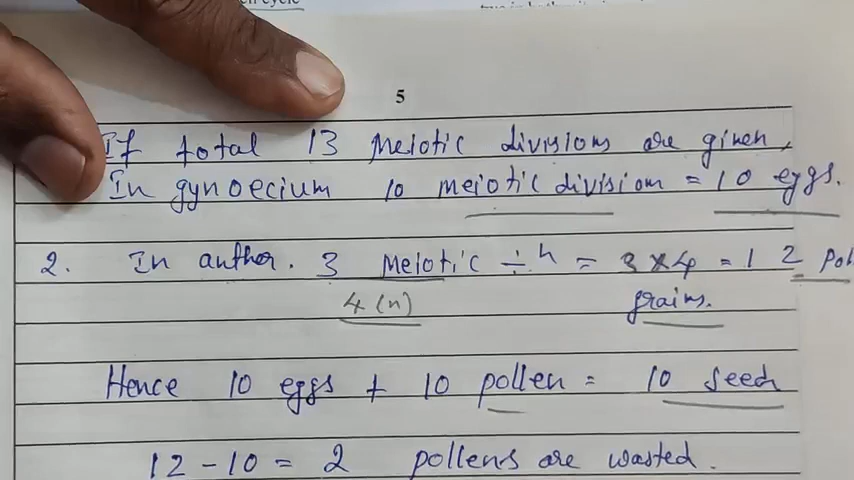 5
If total 13 Meiotic divisions are given,
In gynoecium 10 meiotic division = 10 eggs.
2. In anther. 3 Meiotic ÷n = 3 x 4 = 12 pol
4(n) grains.
Hence 10 eggs + 10 pollen = 10 seed
12 - 10 = 2 pollens are wasted.